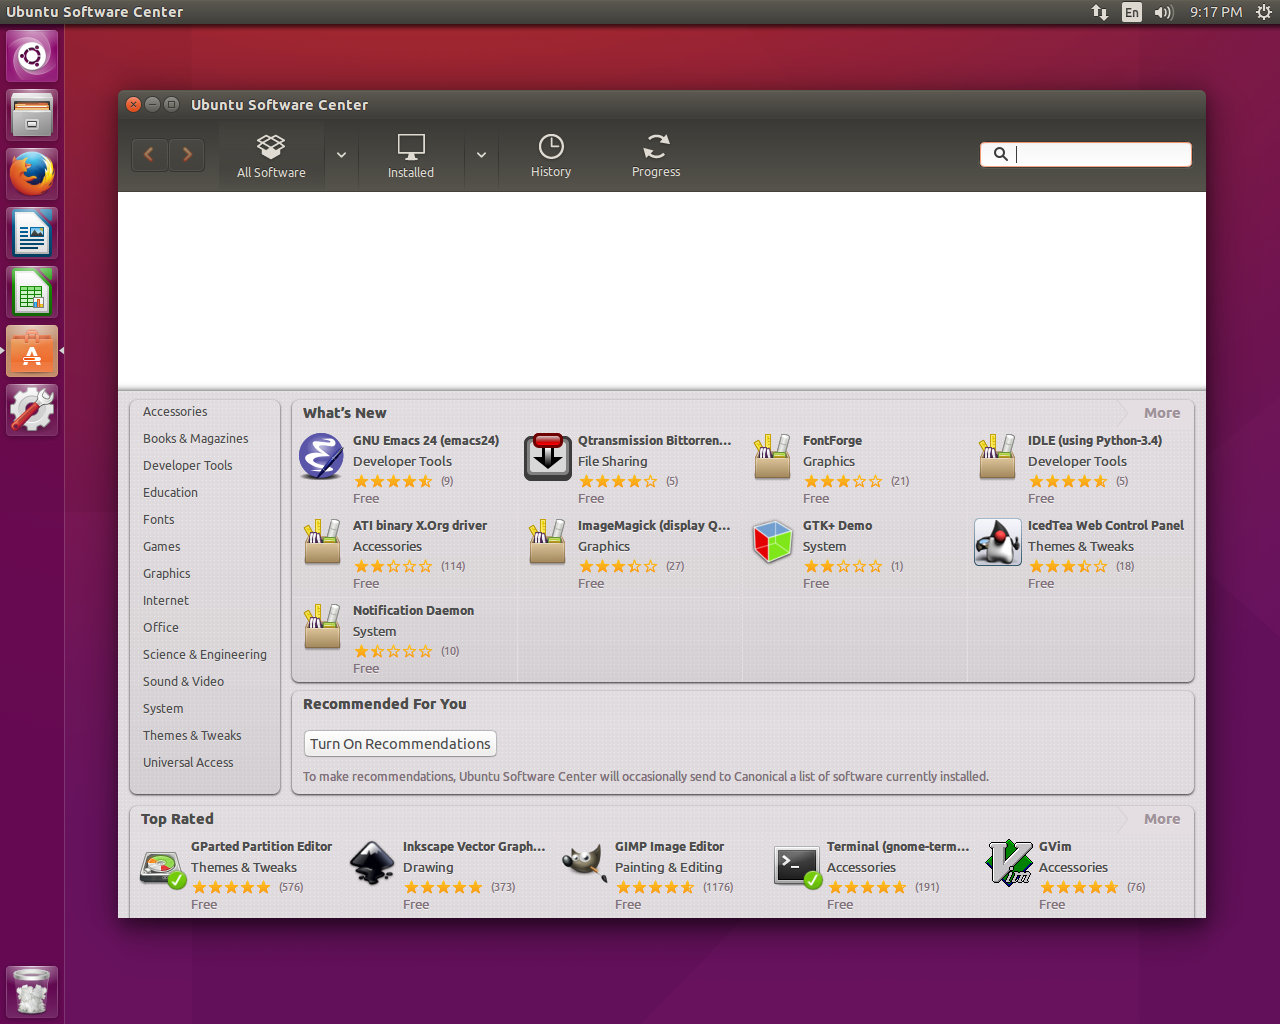 Ubuntu Software Center
En
9:17 PM
Ubuntu Software Center
All Software
Installed
History
Progress
Accessories
Books & Magazines
Developer Tools
Education
Fonts
Games
Graphics
Internet
Office
Science & Engineering
Sound & Video
System
Themes & Tweaks
Universal Access
What's New
More
GNU Emacs 24 (emacs24)
Developer Tools
(9)
Free
Qtransmission Bittorren...
File Sharing
(5)
Free
FontForge
Graphics
(21)
Free
IDLE (using Python-3.4)
Developer Tools
(5)
Free
ATI binary X.Org driver
Accessories
(114)
Free
ImageMagick (display Q...
Graphics
(27)
Free
GTK+ Demo
System
(1)
Free
IcedTea Web Control Panel
Themes & Tweaks
(18)
Free
Notification Daemon
System
(10)
Free
Recommended For You
Turn On Recommendations
To make recommendations, Ubuntu Software Center will occasionally send to Canonical a list of software currently installed.
Top Rated
More
GParted Partition Editor
Themes & Tweaks
(576)
Free
Inkscape Vector Graph...
Drawing
(373)
Free
GIMP Image Editor
Painting & Editing
(1176)
Free
Terminal (gnome-term...
Accessories
(191)
Free
GVim
Accessories
(76)
Free